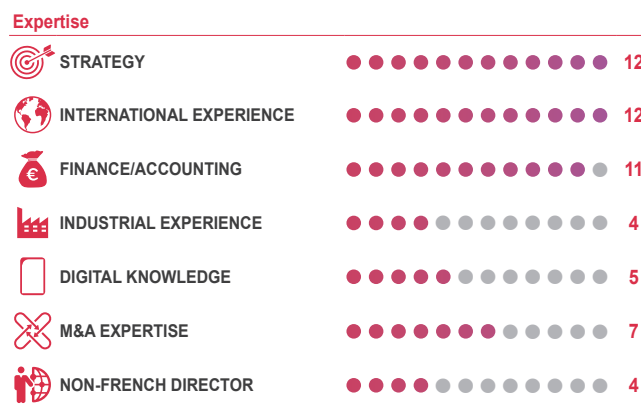 Expertise
STRATEGY 12
INTERNATIONAL EXPERIENCE 12
€ FINANCE/ACCOUNTING 11
INDUSTRIAL EXPERIENCE 4
DIGITAL KNOWLEDGE 5
M&A EXPERTISE 7
NON-FRENCH DIRECTOR 4